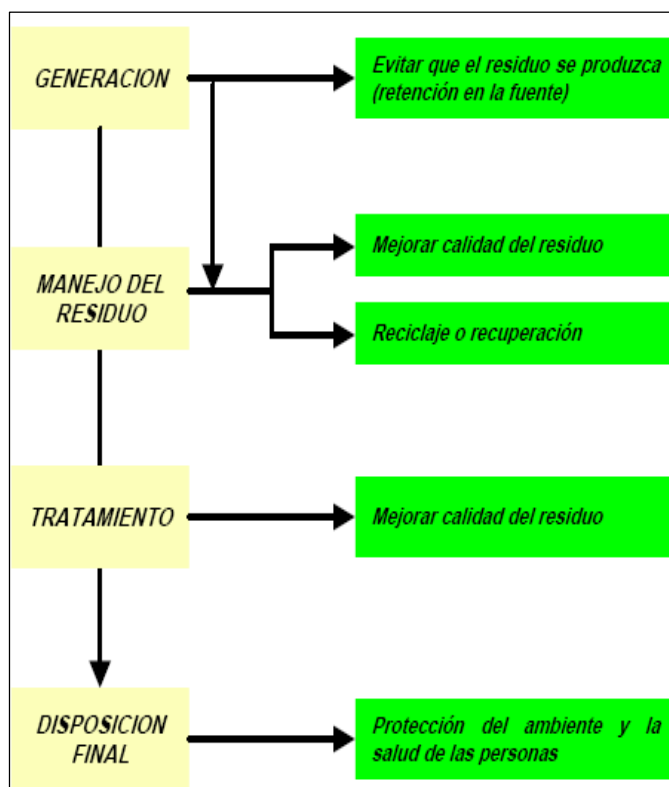 GENERACION
Evitar que el residuo se produzca
(retención en la fuente)
Mejorar calidad del residuo
MANEJO DEL
RESIDUO
Reciclaje o recuperación
TRATAMIENTO
Mejorar calidad del residuo
DISPOSICION
FINAL
Protección del ambiente y la
salud de las personas